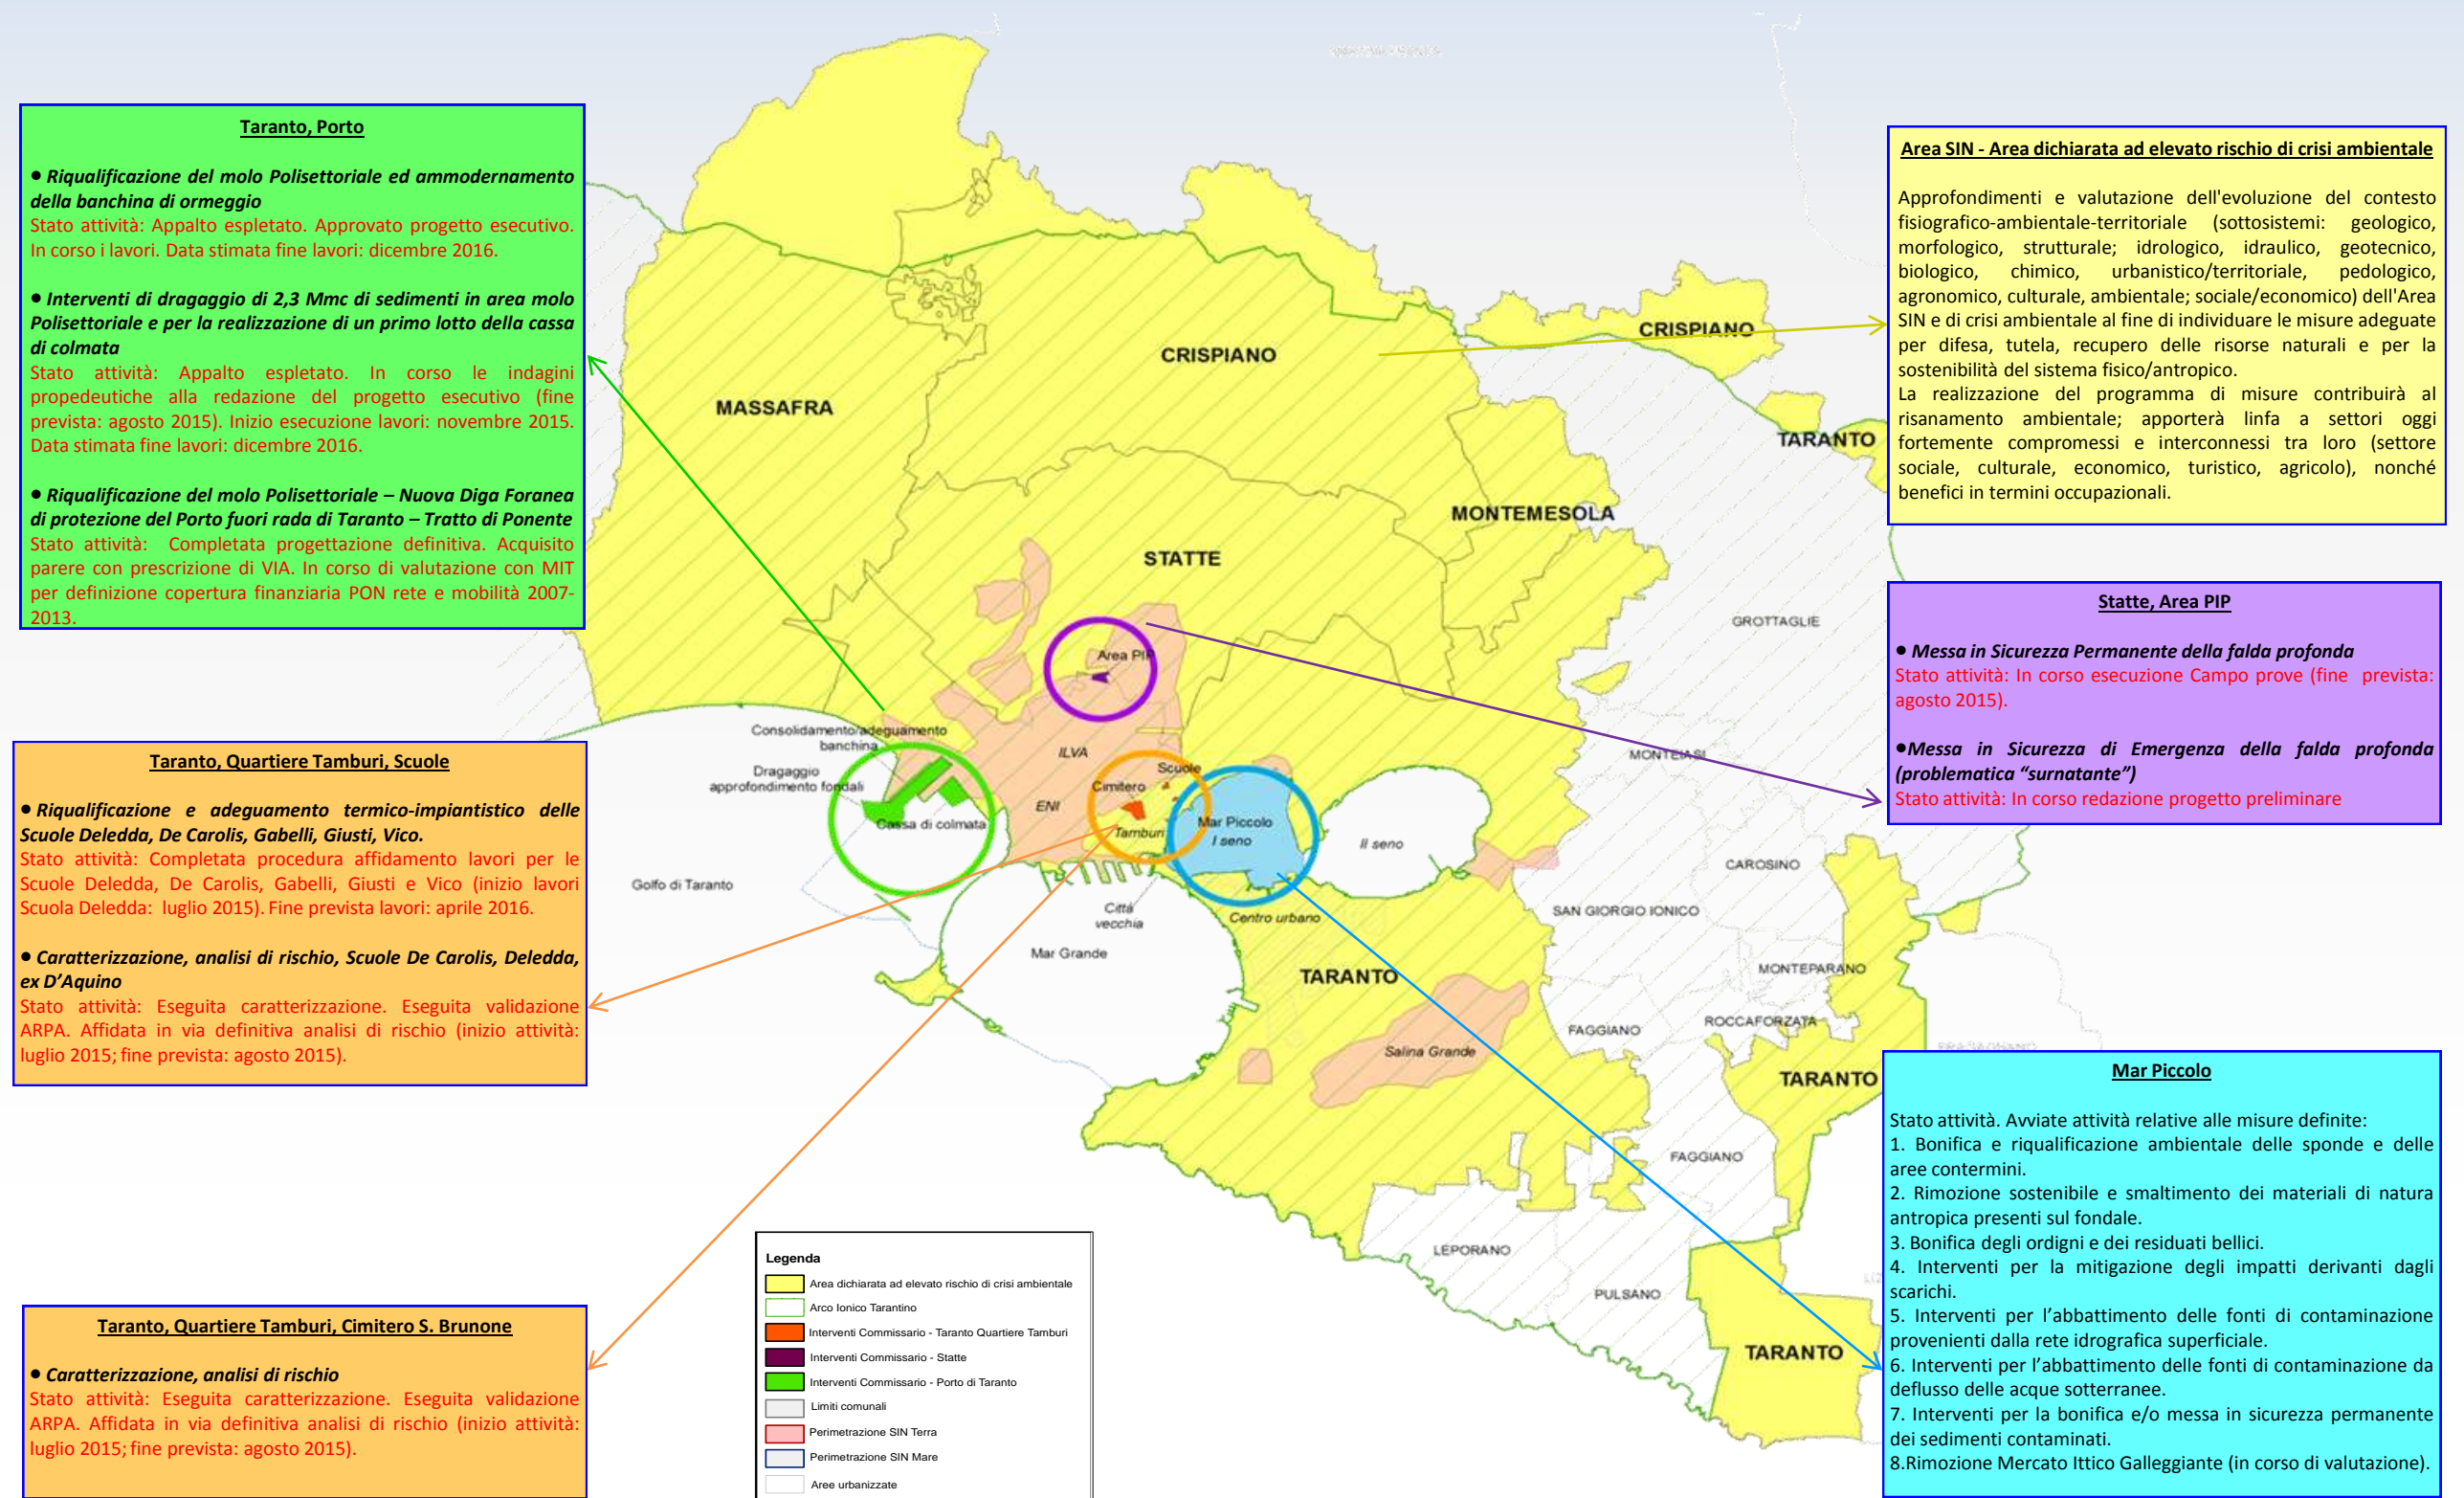 Taranto, Porto
● Riqualificazione del molo Polisettoriale ed ammodernamento
della banchina di ormeggio
Stato attività: Appalto espletato. Approvato progetto esecutivo.
In corso i lavori. Data stimata fine lavori: dicembre 2016.
● Interventi di dragaggio di 2,3 Mmc di sedimenti in area molo
Polisettoriale e per la realizzazione di un primo lotto della cassa
di colmata
Stato attività: Appalto espletato. In corso le indagini
propedeutiche alla redazione del progetto esecutivo (fine
prevista: agosto 2015). Inizio esecuzione lavori: novembre 2015.
Data stimata fine lavori: dicembre 2016.
● Riqualificazione del molo Polisettoriale – Nuova Diga Foranea
di protezione del Porto fuori rada di Taranto – Tratto di Ponente
Stato attività: Completata progettazione definitiva. Acquisito
parere con prescrizione di VIA. In corso di valutazione con MIT
per definizione copertura finanziaria PON rete e mobilità 2007-
2013.
Taranto, Quartiere Tamburi, Scuole
● Riqualificazione e adeguamento termico-impiantistico delle
Scuole Deledda, De Carolis, Gabelli, Giusti, Vico.
Stato attività: Completata procedura affidamento lavori per le
Scuole Deledda, De Carolis, Gabelli, Giusti e Vico (inizio lavori
Scuola Deledda: luglio 2015). Fine prevista lavori: aprile 2016.
● Caratterizzazione, analisi di rischio, Scuole De Carolis, Deledda,
ex D'Aquino
Stato attività: Eseguita caratterizzazione. Eseguita validazione
ARPA. Affidata in via definitiva analisi di rischio (inizio attività:
luglio 2015; fine prevista: agosto 2015).
Taranto, Quartiere Tamburi, Cimitero S. Brunone
● Caratterizzazione, analisi di rischio
Stato attività: Eseguita caratterizzazione. Eseguita validazione
ARPA. Affidata in via definitiva analisi di rischio (inizio attività:
luglio 2015; fine prevista: agosto 2015).
CRISPIANO
CRISPIANO
MASSAFRA
TARANTO
MONTEMESOLA
STATTE
GROTTAGLIE
Area PIP
Consolidamento/adeguamento
banchina
ILVA
MONTEIASI
Dragaggio
approfondimento fondali
Scuole
Cimitero
ENI
Cassa di colmata
Tamburi
Mar Piccolo
I seno
II seno
CAROSINO
Golfo di Taranto
Città
vecchia
Centro urbano
SAN GIORGIO IONICO
Mar Grande
TARANTO
MONTEPARANO
FAGGIANO
ROCCAFORZATA
Salina Grande
TARANTO
FAGGIANO
LEPORANO
PULSANO
TARANTO
Legenda
Area dichiarata ad elevato rischio di crisi ambientale
Arco Ionico Tarantino
Interventi Commissario - Taranto Quartiere Tamburi
Interventi Commissario - Statte
Interventi Commissario - Porto di Taranto
Limiti comunali
Perimetrazione SIN Terra
Perimetrazione SIN Mare
Aree urbanizzate
Area SIN - Area dichiarata ad elevato rischio di crisi ambientale
Approfondimenti e valutazione dell'evoluzione del contesto
fisiografico-ambientale-territoriale (sottosistemi: geologico,
morfologico, strutturale; idrologico, idraulico, geotecnico,
biologico, chimico, urbanistico/territoriale, pedologico,
agronomico, culturale, ambientale; sociale/economico) dell'Area
SIN e di crisi ambientale al fine di individuare le misure adeguate
per difesa, tutela, recupero delle risorse naturali e per la
sostenibilità del sistema fisico/antropico.
La realizzazione del programma di misure contribuirà al
risanamento ambientale; apporterà linfa a settori oggi
fortemente compromessi e interconnessi tra loro (settore
sociale, culturale, economico, turistico, agricolo), nonché
benefici in termini occupazionali.
Statte, Area PIP
● Messa in Sicurezza Permanente della falda profonda
Stato attività: In corso esecuzione Campo prove (fine prevista:
agosto 2015).
●Messa in Sicurezza di Emergenza della falda profonda
(problematica "surnatante")
Stato attività: In corso redazione progetto preliminare
Mar Piccolo
Stato attività. Avviate attività relative alle misure definite:
1. Bonifica e riqualificazione ambientale delle sponde e delle
aree contermini.
2. Rimozione sostenibile e smaltimento dei materiali di natura
antropica presenti sul fondale.
3. Bonifica degli ordigni e dei residuati bellici.
4. Interventi per la mitigazione degli impatti derivanti dagli
scarichi.
5. Interventi per l'abbattimento delle fonti di contaminazione
provenienti dalla rete idrografica superficiale.
6. Interventi per l'abbattimento delle fonti di contaminazione da
deflusso delle acque sotterranee.
7. Interventi per la bonifica e/o messa in sicurezza permanente
dei sedimenti contaminati.
8.Rimozione Mercato Ittico Galleggiante (in corso di valutazione).